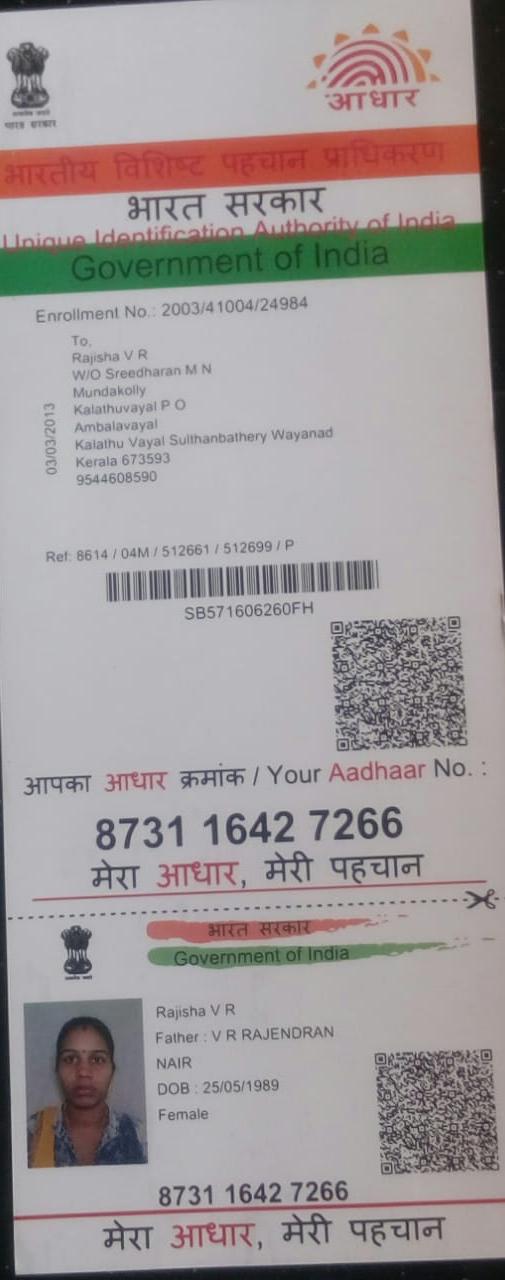 भारत सरकार
आधार
भारतीय विशिष्ट पहचान प्राधिकरण
भारत सरकार
Unique Identification Authority of India
Government of India
Enrollment No.: 2003/41004/24984
03/03/2013
To,
Rajisha V R
W/O Sreedharan M N
Mundakolly
Kalathuvayal P O
Ambalavayal
Kalathu Vayal Sulthanbathery Wayanad
Kerala 673593
9544608590
Ref: 8614 / 04M / 512661 / 512699 / P
SB571606260FH
आपका आधार क्रमांक / Your Aadhaar No. :
8731 1642 7266
मेरा आधार, मेरी पहचान
भारत सरकार
Government of India
Rajisha V R
Father : V R RAJENDRAN
NAIR
DOB : 25/05/1989
Female
8731 1642 7266
मेरा आधार, मेरी पहचान